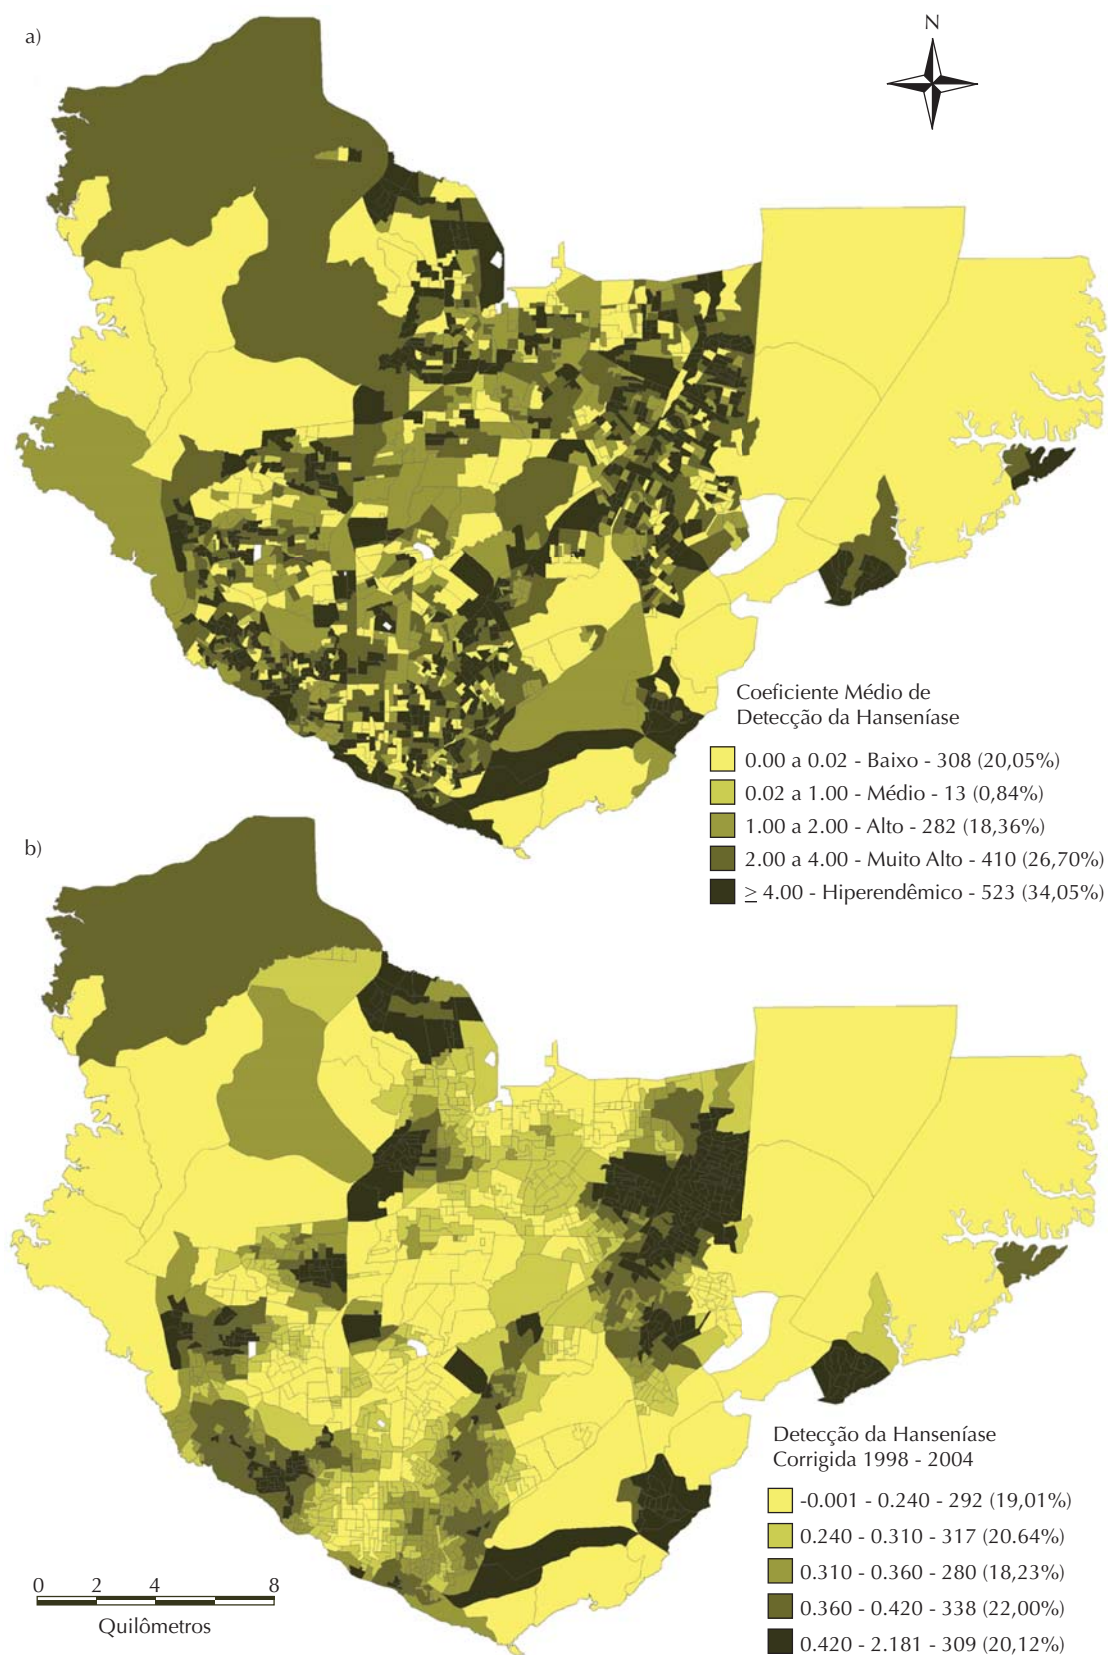 a)
N
Coeficiente Médio de
Detecção da Hanseníase
0.00 a 0.02 - Baixo - 308 (20,05%)
0.02 a 1.00 - Médio - 13 (0,84%)
1.00 a 2.00 - Alto - 282 (18,36%)
2.00 a 4.00 - Muito Alto - 410 (26,70%)
≥ 4.00 - Hiperendêmico - 523 (34,05%)
b)
Detecção da Hanseníase
Corrigida 1998 - 2004
-0.001 - 0.240 - 292 (19,01%)
0.240 - 0.310 - 317 (20.64%)
0.310 - 0.360 - 280 (18,23%)
0.360 - 0.420 - 338 (22,00%)
0.420 - 2.181 - 309 (20,12%)
0 2 4 8
Quilômetros